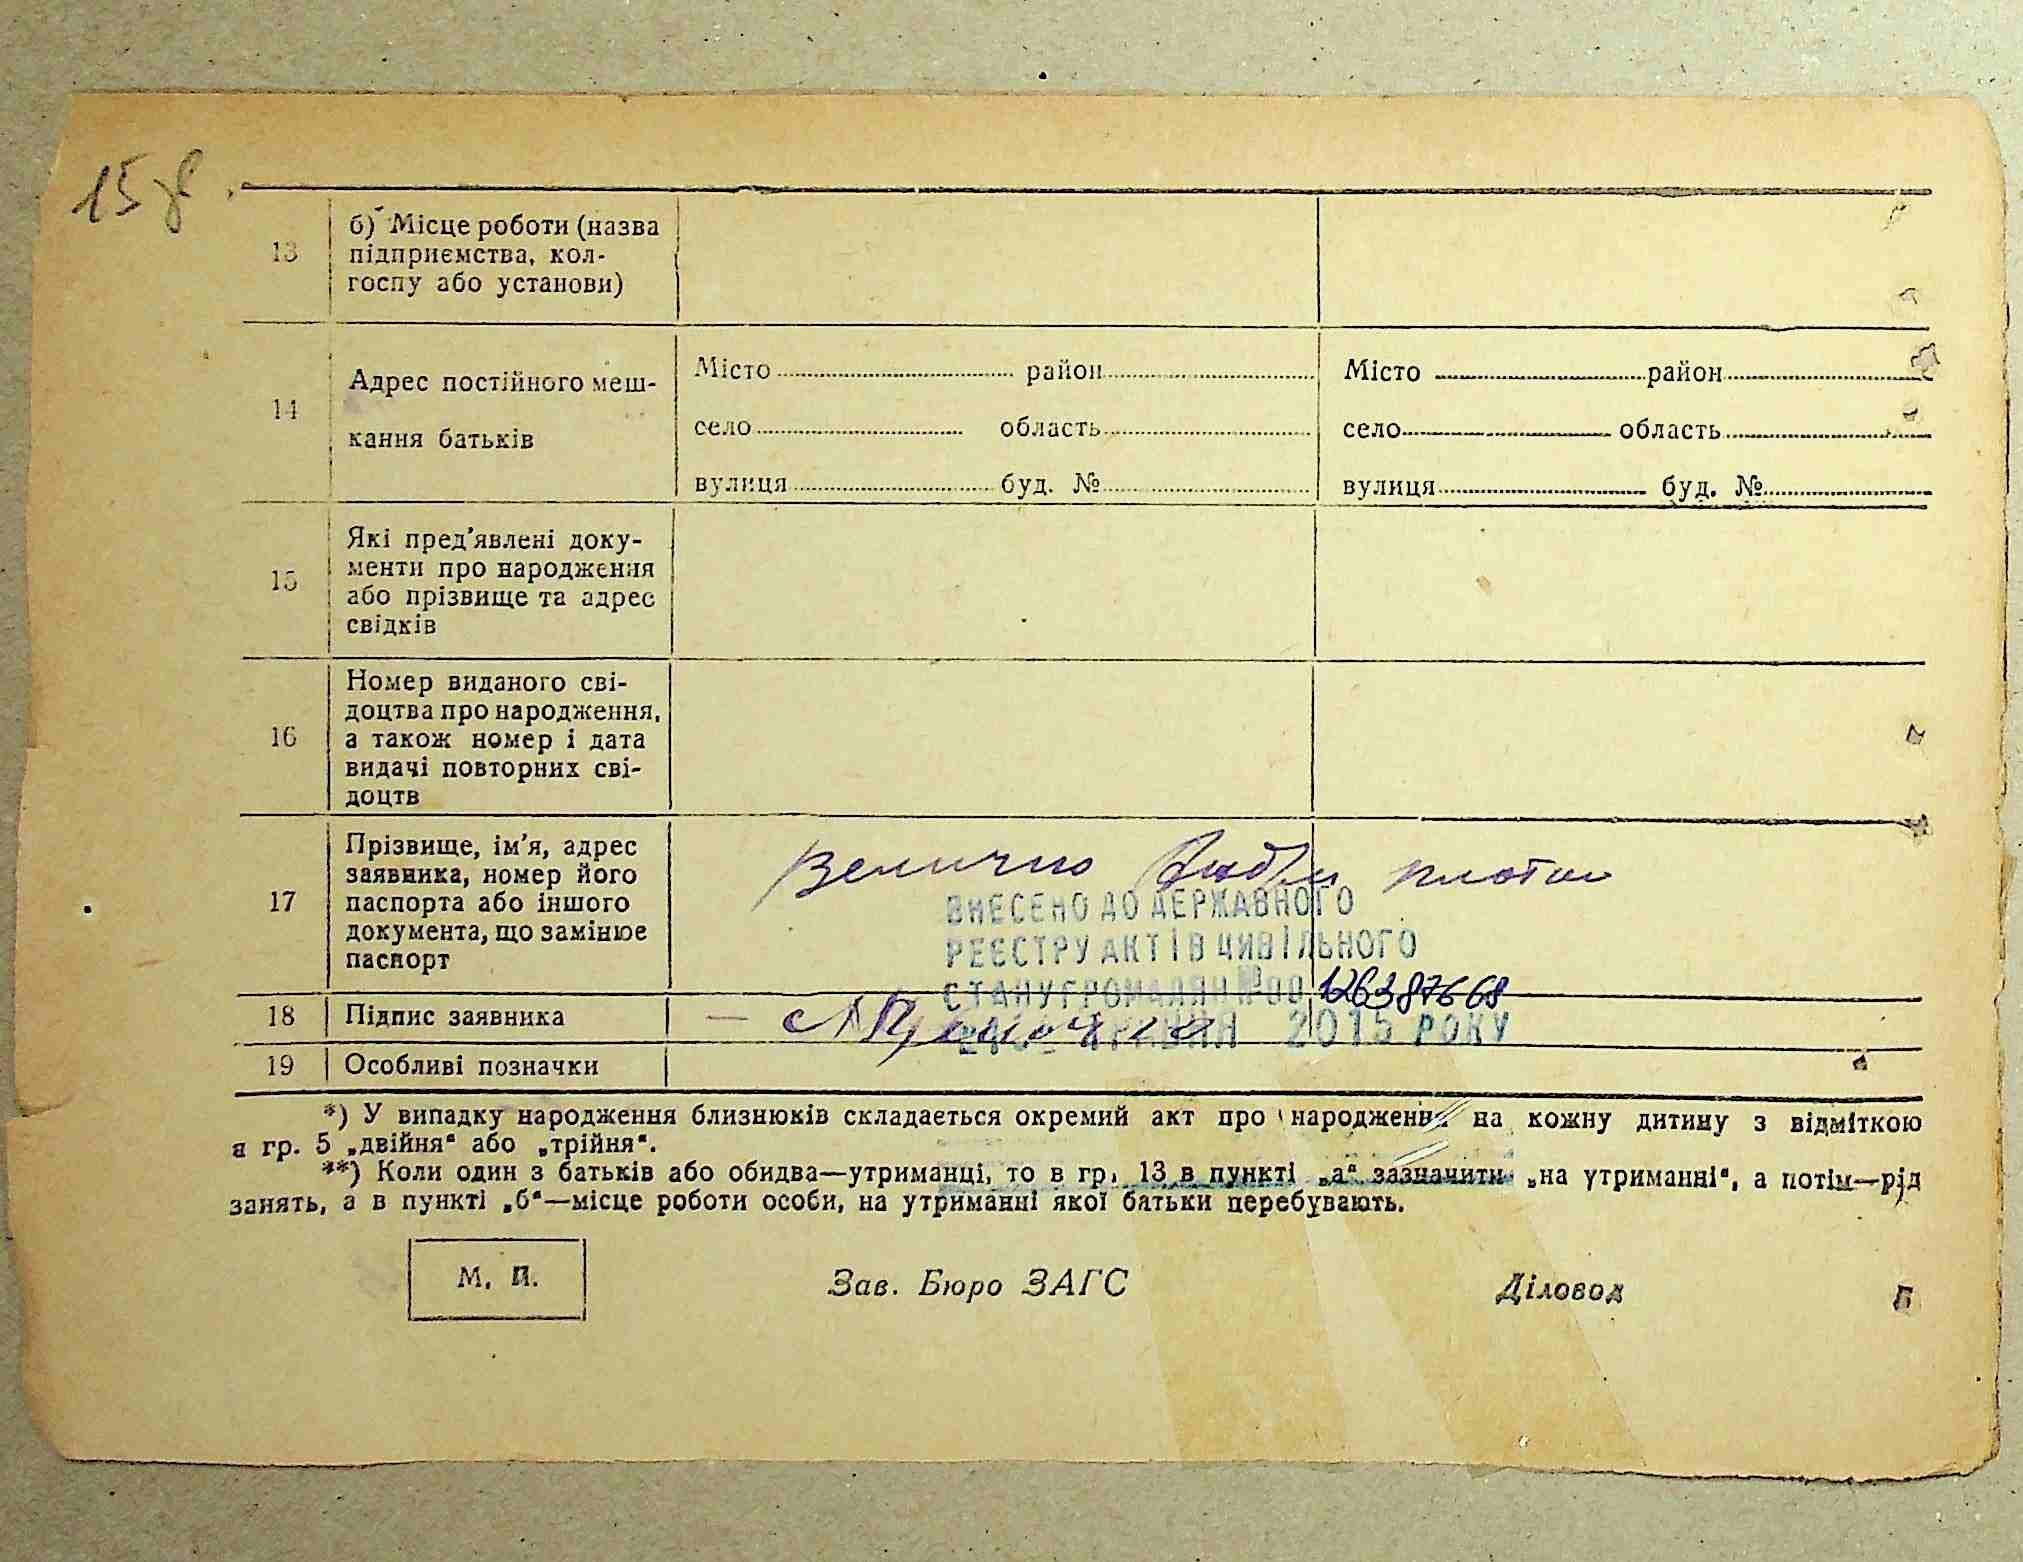 13
б) Місце роботи (назва
підприємства, кол-
госпу або установи)
14
Адрес постійного меш-
кання батьків
Місто район
село область
вулиця буд. №
Місто район
село область
вулиця буд. №
15
Які пред'явлені доку-
менти про народження
або прізвище та адрес
свідків
16
Номер виданого сві-
доцтва про народження,
а також номер і дата
видачі повторних сві-
доцтв
17
Прізвище, ім'я, адрес
заявника, номер його
паспорта або іншого
документа, що замінює
паспорт
ВНЕСЕНО ДО ДЕРЖАВНОГО
РЕЄСТРУ АКТІВ ЦИВІЛЬНОГО
СТАНУ ГРОМАДЯН № 00
2015 РОКУ
18
Підпис заявника
19
Особливі позначки
*) У випадку народження близнюків складається окремий акт про народження на кожну дитину з відміткою
в гр. 5 „двійня“ або „трійня“.
**) Коли один з батьків або обидва—утриманці, то в гр. 13 в пункті „а“ зазначити „на утриманні“, а потім—рід
занять, а в пункті „б“—місце роботи особи, на утриманні якої батьки перебувають.
М. П.
Зав. Бюро ЗАГС
Діловод